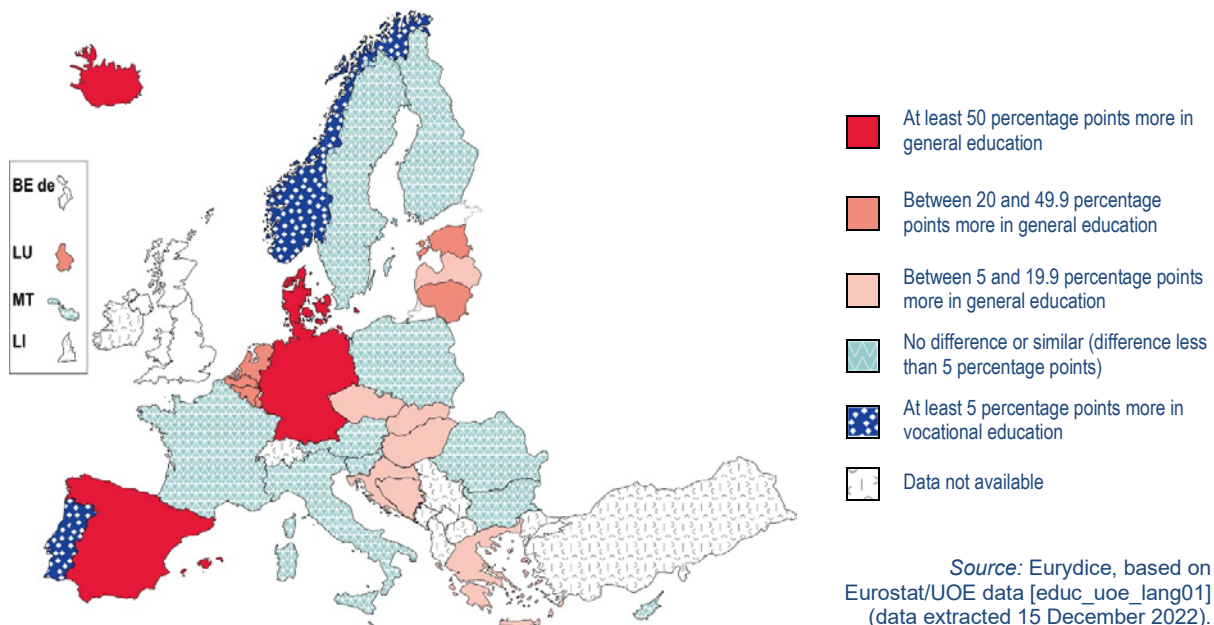 BE de
LU
MT
LI
At least 50 percentage points more in
general education
Between 20 and 49.9 percentage
points more in general education
Between 5 and 19.9 percentage points
more in general education
No difference or similar (difference less
than 5 percentage points)
At least 5 percentage points more in
vocational education
Data not available
Source: Eurydice, based on
Eurostat/UOE data [educ_uoe_lang01]
(data extracted 15 December 2022).